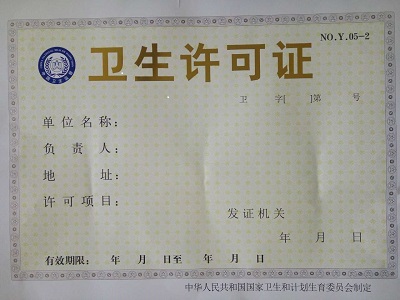 NO.Y.05-2
卫生许可证
卫 字[ ]第 号
单位名称：
负责人：
地址：
许可项目：
发证机关
年 月 日
有效期限： 年 月 日至 年 月 日
中华人民共和国国家卫生和计划生育委员会制定